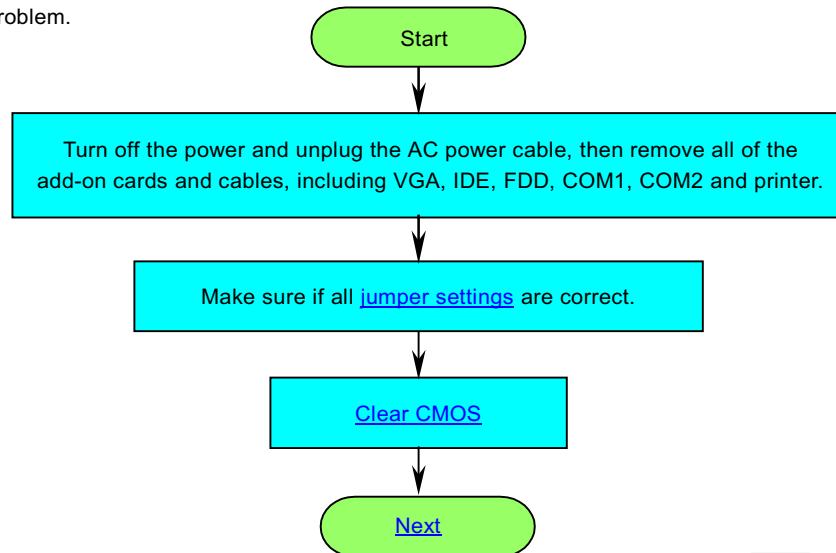 roblem.
Start
Turn off the power and unplug the AC power cable, then remove all of the
add-on cards and cables, including VGA, IDE, FDD, COM1, COM2 and printer.
Make sure if all jumper settings are correct.
Clear CMOS
Next